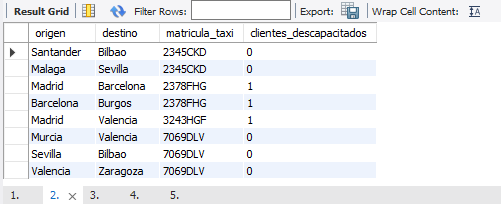 Result Grid Filter Rows: Export: Wrap Cell Content:
origen destino matricula_taxi clientes_descapacitados
Santander Bilbao 2345CKD 0
Malaga Sevilla 2345CKD 0
Madrid Barcelona 2378FHG 1
Barcelona Burgos 2378FHG 1
Madrid Valencia 3243HGF 1
Murcia Valencia 7069DLV 0
Sevilla Bilbao 7069DLV 0
Valencia Zaragoza 7069DLV 0
1. 2. 3. 4. 5.